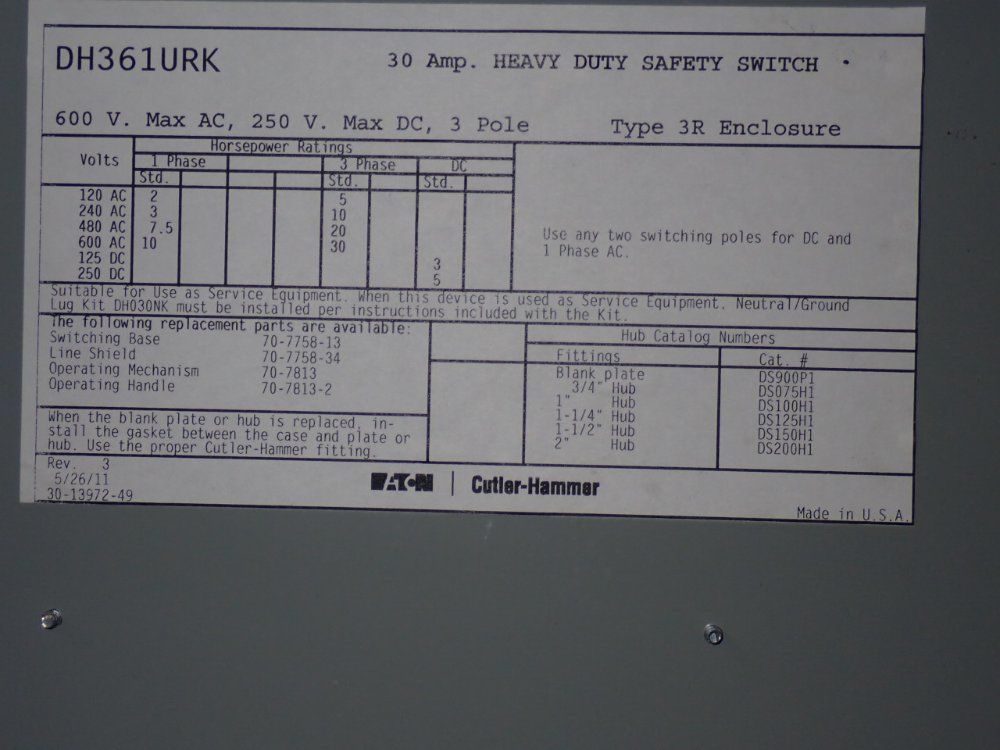 DH361URK 30 Amp. HEAVY DUTY SAFETY SWITCH
600 V. Max AC, 250 V. Max DC, 3 Pole Type 3R Enclosure
Horsepower Ratings
Volts 1 Phase 3 Phase DC
Std. Std. Std.
120 AC 2 5
240 AC 3 10
480 AC 7.5 20
600 AC 10 30
125 DC 3
250 DC 5
Use any two switching poles for DC and
1 Phase AC.
Suitable for Use as Service Equipment. When this device is used as Service Equipment. Neutral/Ground
Lug Kit DH030NK must be installed per instructions included with the Kit.
The following replacement parts are available:
Switching Base 70-7758-13
Line Shield 70-7758-34
Operating Mechanism 70-7813
Operating Handle 70-7813-2
When the blank plate or hub is replaced, in-
stall the gasket between the case and plate or
hub. Use the proper Cutler-Hammer fitting.
Hub Catalog Numbers
Fittings Cat. #
Blank plate DS900P1
3/4" Hub DS075H1
1" Hub DS100H1
1-1/4" Hub DS125H1
1-1/2" Hub DS150H1
2" Hub DS200H1
Rev. 3
5/26/11
30-13972-49
EATON | Cutler-Hammer
Made in U.S.A.